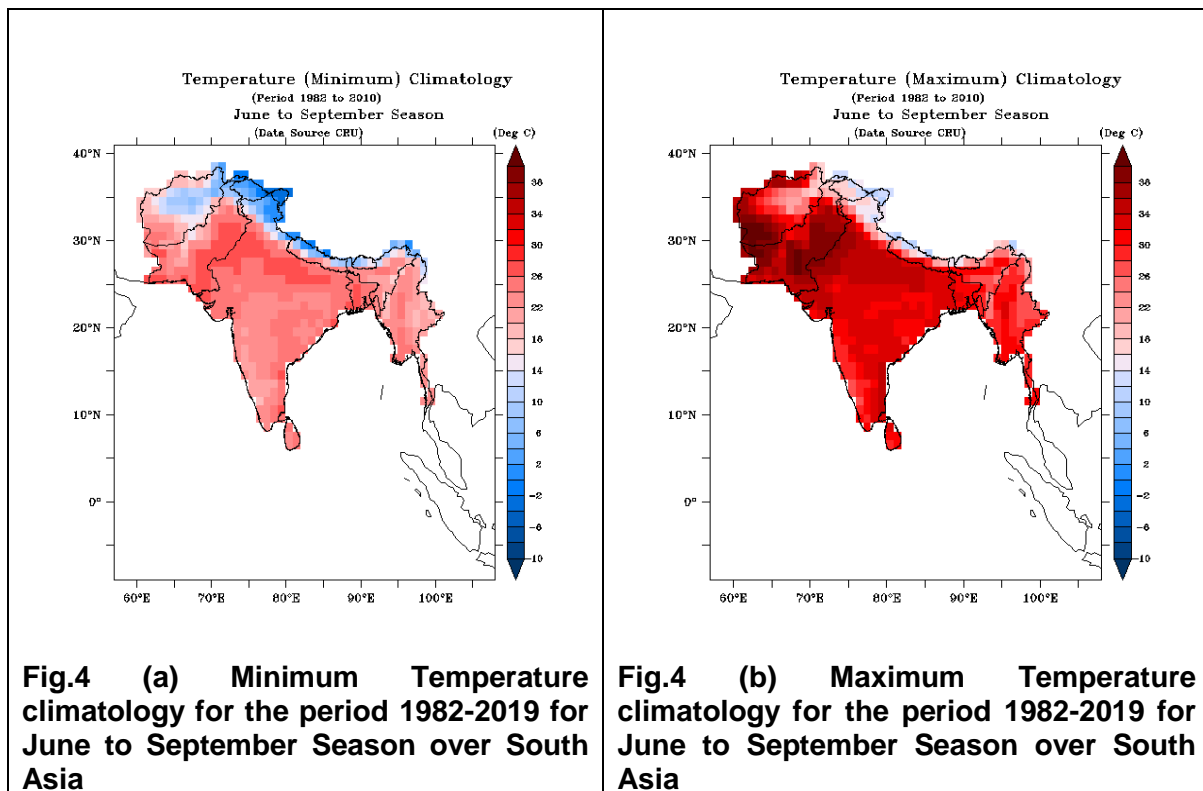 Temperature (Minimum) Climatology
(Period 1982 to 2010)
June to September Season
(Data Source CRU)
(Deg C)
40°N
30°N
20°N
10°N
0°
38
34
30
26
22
18
14
10
6
2
-2
-6
-10
60°E
70°E
80°E
90°E
100°E
Fig.4 (a) Minimum Temperature
climatology for the period 1982-2019 for
June to September Season over South
Asia
Temperature (Maximum) Climatology
(Period 1982 to 2010)
June to September Season
(Data Source CRU)
(Deg C)
40°N
30°N
20°N
10°N
0°
38
34
30
26
22
18
14
10
6
2
-2
-6
-10
60°E
70°E
80°E
90°E
100°E
Fig.4 (b) Maximum Temperature
climatology for the period 1982-2019 for
June to September Season over South
Asia